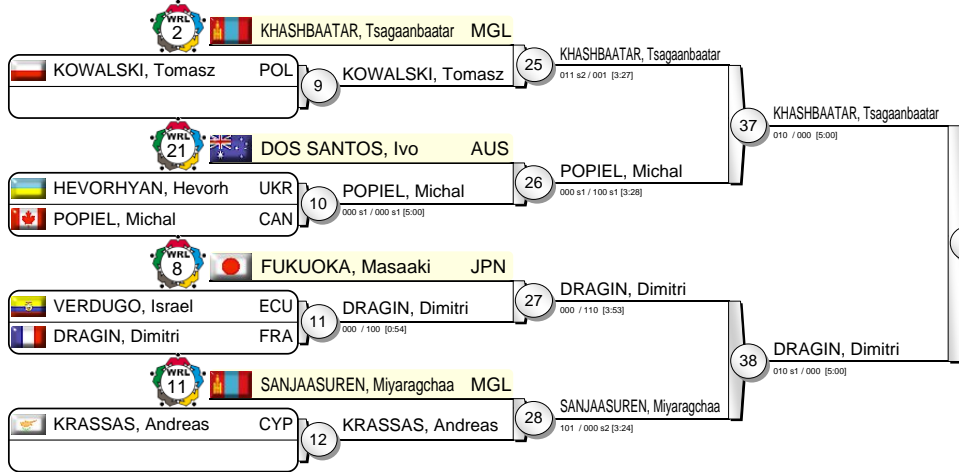 WRL
2
KHASHBAATAR, Tsagaanbaatar MGL
KOWALSKI, Tomasz POL
9
KOWALSKI, Tomasz
25
KHASHBAATAR, Tsagaanbaatar
011 s2 / 001 [3:27]
WRL
21
DOS SANTOS, Ivo AUS
HEVORHYAN, Hevorh UKR
POPIEL, Michal CAN
10
POPIEL, Michal
000 s1 / 000 s1 [5:00]
26
POPIEL, Michal
000 s1 / 100 s1 [3:28]
37
KHASHBAATAR, Tsagaanbaatar
010 / 000 [5:00]
WRL
8
FUKUOKA, Masaaki JPN
VERDUGO, Israel ECU
DRAGIN, Dimitri FRA
11
DRAGIN, Dimitri
000 / 100 [0:54]
27
DRAGIN, Dimitri
000 / 110 [3:53]
WRL
11
SANJAASUREN, Miyaragchaa MGL
KRASSAS, Andreas CYP
12
KRASSAS, Andreas
28
SANJAASUREN, Miyaragchaa
101 / 000 s2 [3:24]
38
DRAGIN, Dimitri
010 s1 / 000 [5:00]